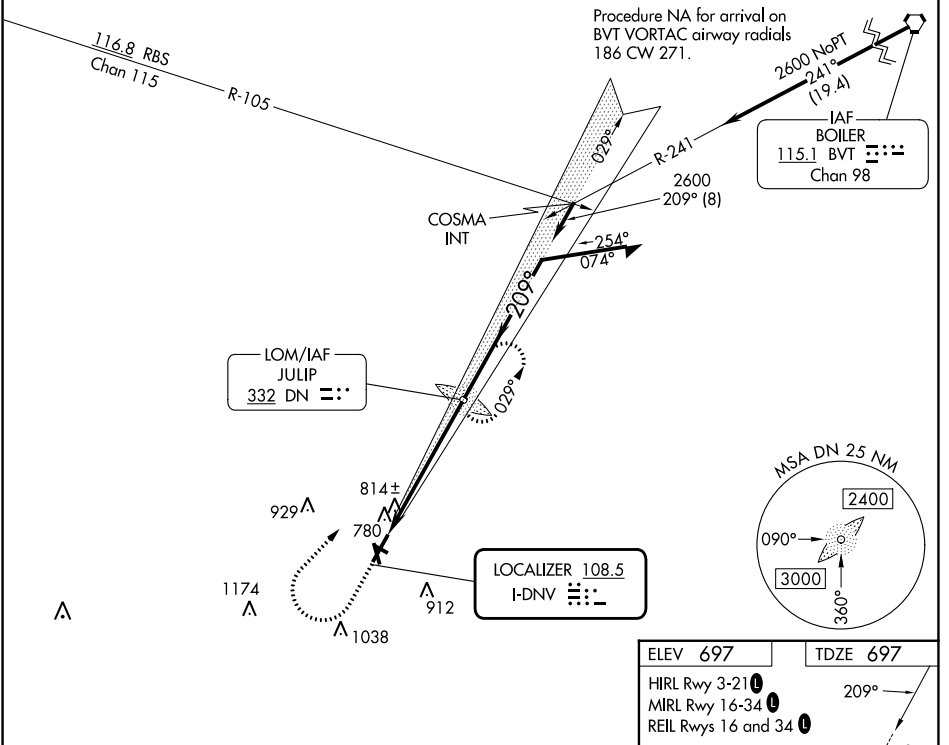 Procedure NA for arrival on
BVT VORTAC airway radials
186 CW 271.
116.8 RBS
Chan 115
R-105
2600 NoPT
241°
(19.4)
IAF
BOILER
115.1 BVT
Chan 98
R-241
029°
2600
209° (8)
COSMA
INT
254°
074°
209°
LOM/IAF
JULIP
332 DN
029°
MSA DN 25 NM
2400
090°
3000
360°
929
814±
780
LOCALIZER 108.5
I-DNV
1174
912
1038
ELEV 697
TDZE 697
HIRL Rwy 3-21 L
MIRL Rwy 16-34 L
REIL Rwys 16 and 34 L
209°